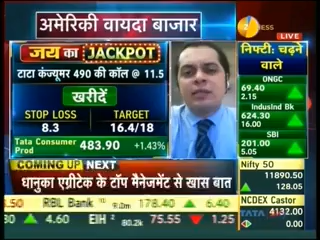 अमेरिकी वायदा बाजार
LIVE
जय का JACKPOT
टाटा कंज्यूमर 490 की कॉल @ 11.5
खरीदें
STOP LOSS TARGET
8.3 16.4/18
Tata Consumer Prod 483.90 +1.43%
निफ्टी: चढ़ने वाले
ONGC
69.40
2.15
IndusInd Bk
624.30
16.00
SBI
201.00
5.05
COMING UP NEXT
धानुका एग्रीटेक के टॉप मैनेजमेंट से खास बात
Nifty 50
11890.50
128.05
NCDEX Castor
4132.00
0.00
RBL Bank
178.40
6.40
4.30
EIH
75.25